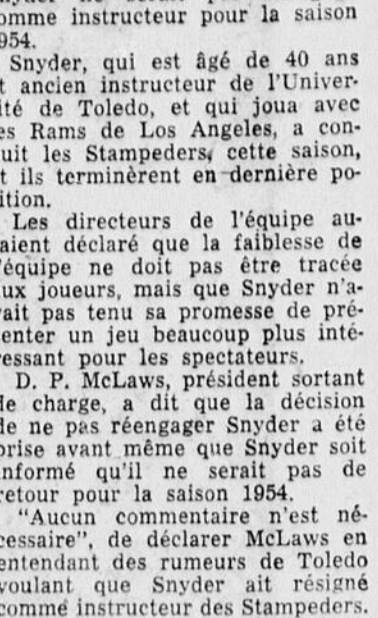 omme instructeur pour la saison
954.
Snyder, qui est âgé de 40 ans
t ancien instructeur de l'Univer-
ité de Toledo, et qui joua avec
es Rams de Los Angeles, a con-
uit les Stampeders, cette saison,
t ils terminèrent en dernière po-
ition.
Les directeurs de l'équipe au-
aient déclaré que la faiblesse de
'équipe ne doit pas être tracée
ux joueurs, mais que Snyder n'a-
ait pas tenu sa promesse de pré-
enter un jeu beaucoup plus inté-
ressant pour les spectateurs.
D. P. McLaws, président sortant
de charge, a dit que la décision
de ne pas réengager Snyder a été
prise avant même que Snyder soit
informé qu'il ne serait pas de
retour pour la saison 1954.
"Aucun commentaire n'est né-
cessaire", de déclarer McLaws en
entendant des rumeurs de Toledo
voulant que Snyder ait résigné
comme instructeur des Stampeders.